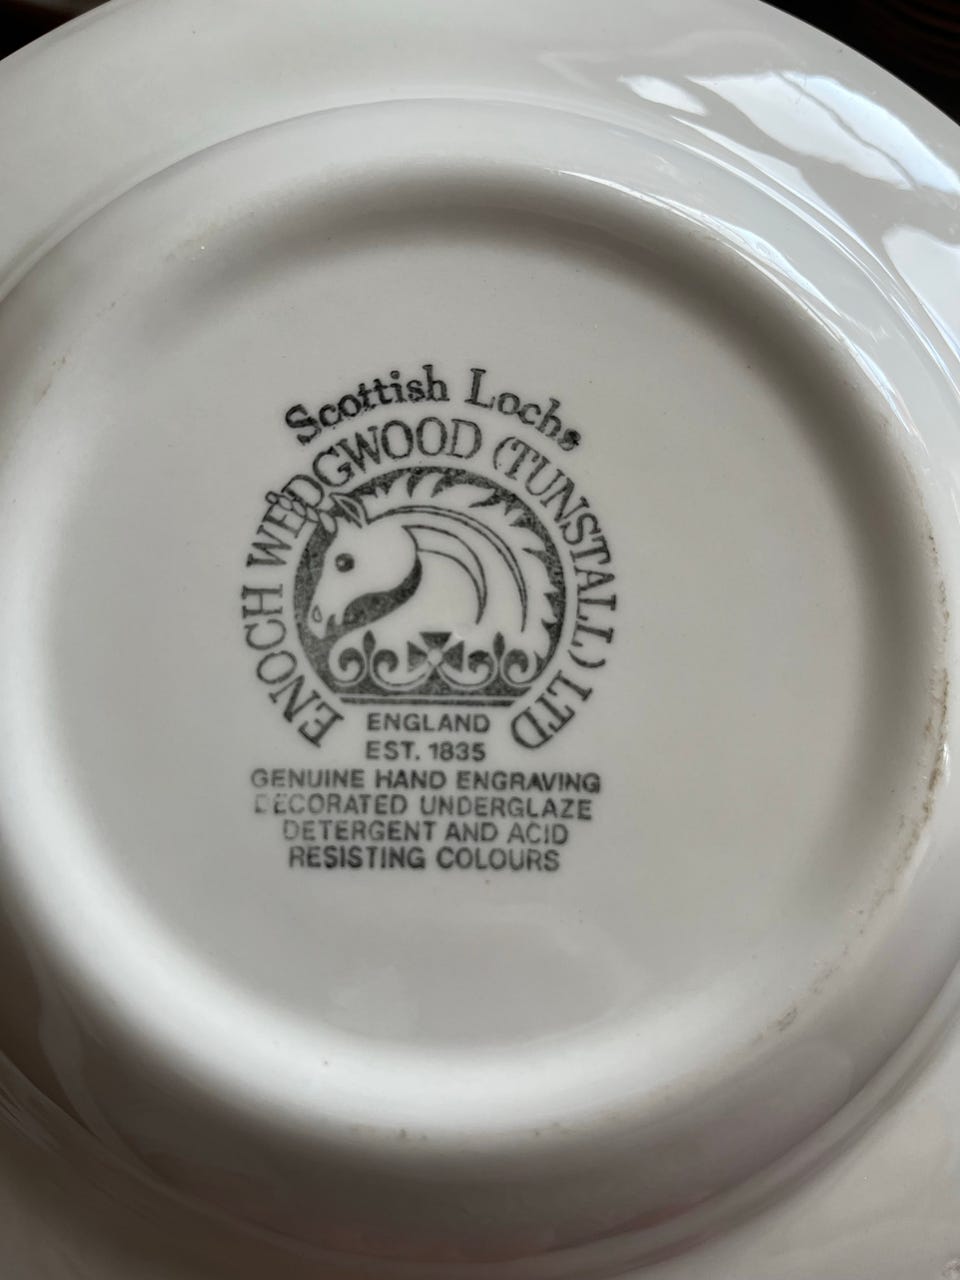 Scottish Lochs
ENOCH WEDGWOOD (TUNSTALL) LTD
ENGLAND
EST. 1835
GENUINE HAND ENGRAVING
DECORATED UNDERGLAZE
DETERGENT AND ACID
RESISTING COLOURS